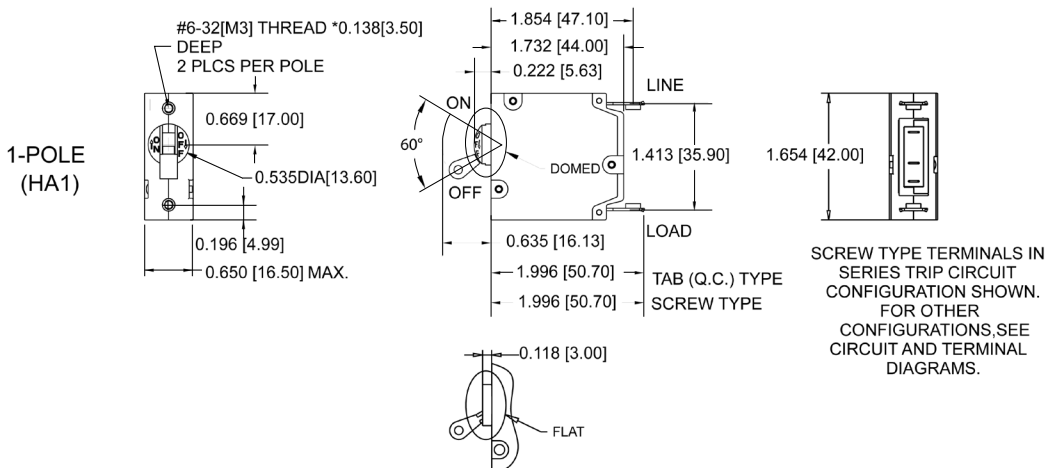 1-POLE
(HA1)
#6-32[M3] THREAD *0.138[3.50]
DEEP
2 PLCS PER POLE
0.669 [17.00]
ON
OFF
0.535DIA[13.60]
0.196 [4.99]
0.650 [16.50] MAX.
1.854 [47.10]
1.732 [44.00]
0.222 [5.63]
LINE
ON
60°
OFF
DOMED
1.413 [35.90]
LOAD
0.635 [16.13]
1.996 [50.70] TAB (Q.C.) TYPE
1.996 [50.70] SCREW TYPE
0.118 [3.00]
FLAT
1.654 [42.00]
SCREW TYPE TERMINALS IN
SERIES TRIP CIRCUIT
CONFIGURATION SHOWN.
FOR OTHER
CONFIGURATIONS,SEE
CIRCUIT AND TERMINAL
DIAGRAMS.